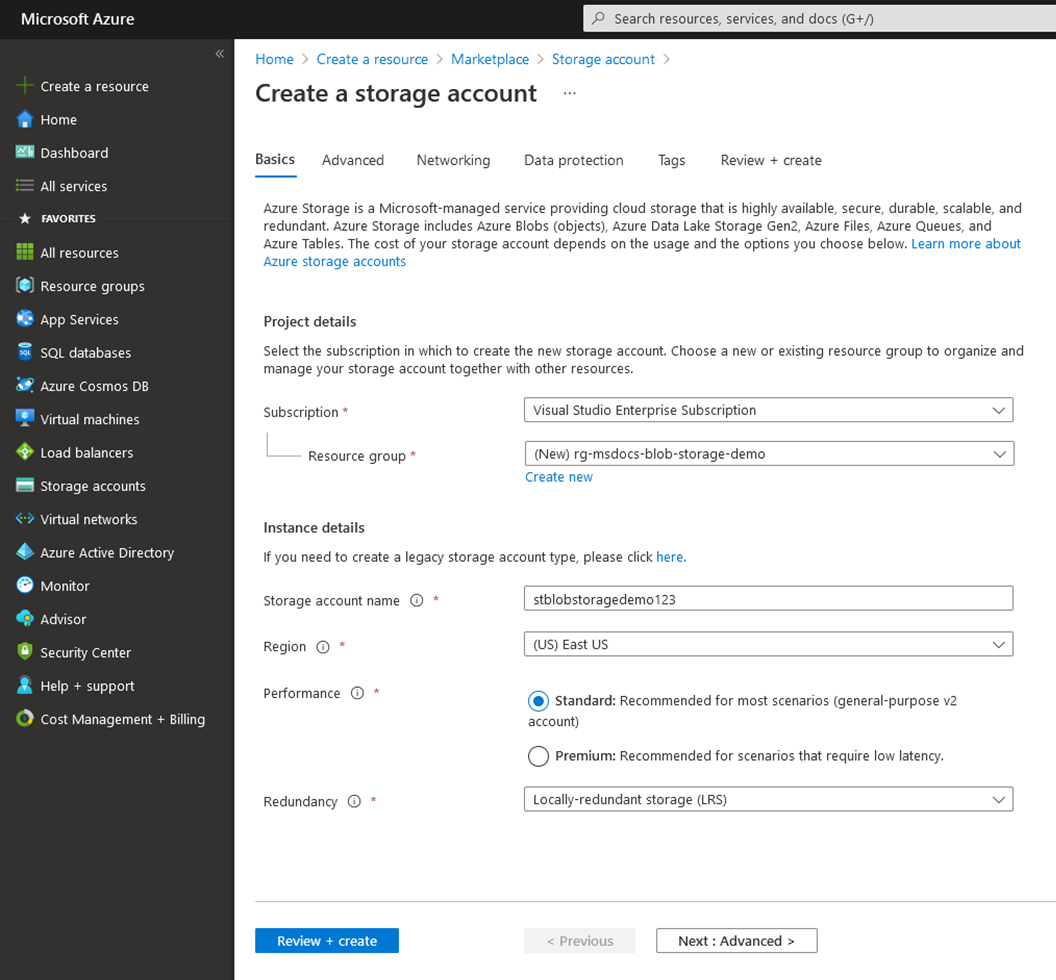 Microsoft Azure
Search resources, services, and docs (G+/)
«
Create a resource
Home
Dashboard
All services
FAVORITES
All resources
Resource groups
App Services
SQL databases
Azure Cosmos DB
Virtual machines
Load balancers
Storage accounts
Virtual networks
Azure Active Directory
Monitor
Advisor
Security Center
Help + support
Cost Management + Billing
Home > Create a resource > Marketplace > Storage account >
Create a storage account ...
Basics Advanced Networking Data protection Tags Review + create
Azure Storage is a Microsoft-managed service providing cloud storage that is highly available, secure, durable, scalable, and
redundant. Azure Storage includes Azure Blobs (objects), Azure Data Lake Storage Gen2, Azure Files, Azure Queues, and
Azure Tables. The cost of your storage account depends on the usage and the options you choose below. Learn more about
Azure storage accounts
Project details
Select the subscription in which to create the new storage account. Choose a new or existing resource group to organize and
manage your storage account together with other resources.
Subscription * Visual Studio Enterprise Subscription
Resource group * (New) rg-msdocs-blob-storage-demo
Create new
Instance details
If you need to create a legacy storage account type, please click here.
Storage account name * stblobstoragedemo123
Region * (US) East US
Performance *
Standard: Recommended for most scenarios (general-purpose v2
account)
Premium: Recommended for scenarios that require low latency.
Redundancy * Locally-redundant storage (LRS)
Review + create < Previous Next : Advanced >